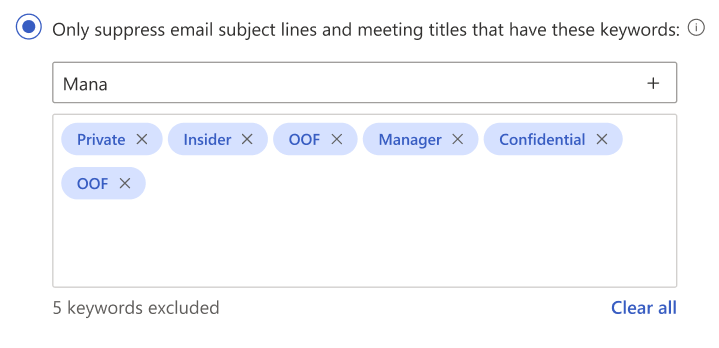 Only suppress email subject lines and meeting titles that have these keywords:
Mana
Private Insider OOF Manager Confidential
OOF
5 keywords excluded Clear all